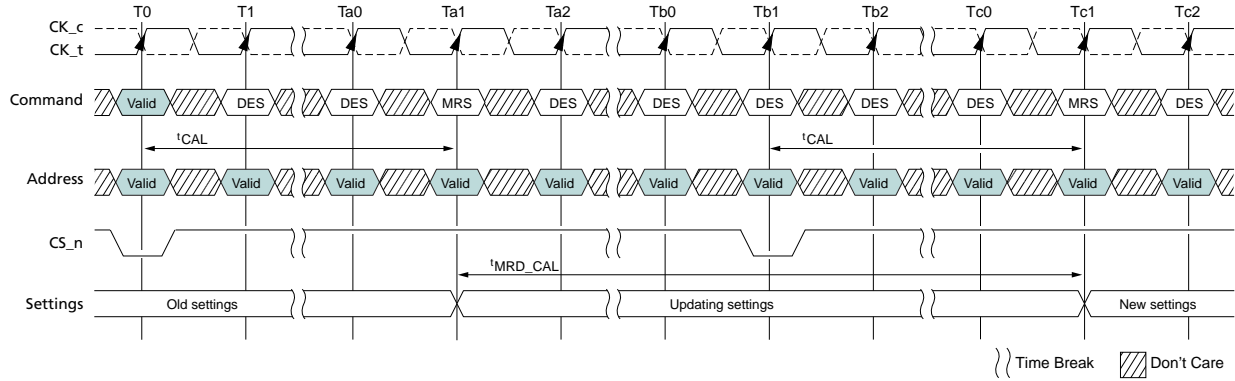 T0 T1 Ta0 Ta1 Ta2 Tb0 Tb1 Tb2 Tc0 Tc1 Tc2
CK_c
CK_t
Command Valid DES DES MRS DES DES DES DES DES MRS DES
tCAL tCAL
Address Valid Valid Valid Valid Valid Valid Valid Valid Valid Valid Valid
CS_n
tMRD_CAL
Settings Old settings Updating settings New settings
Time Break Don't Care